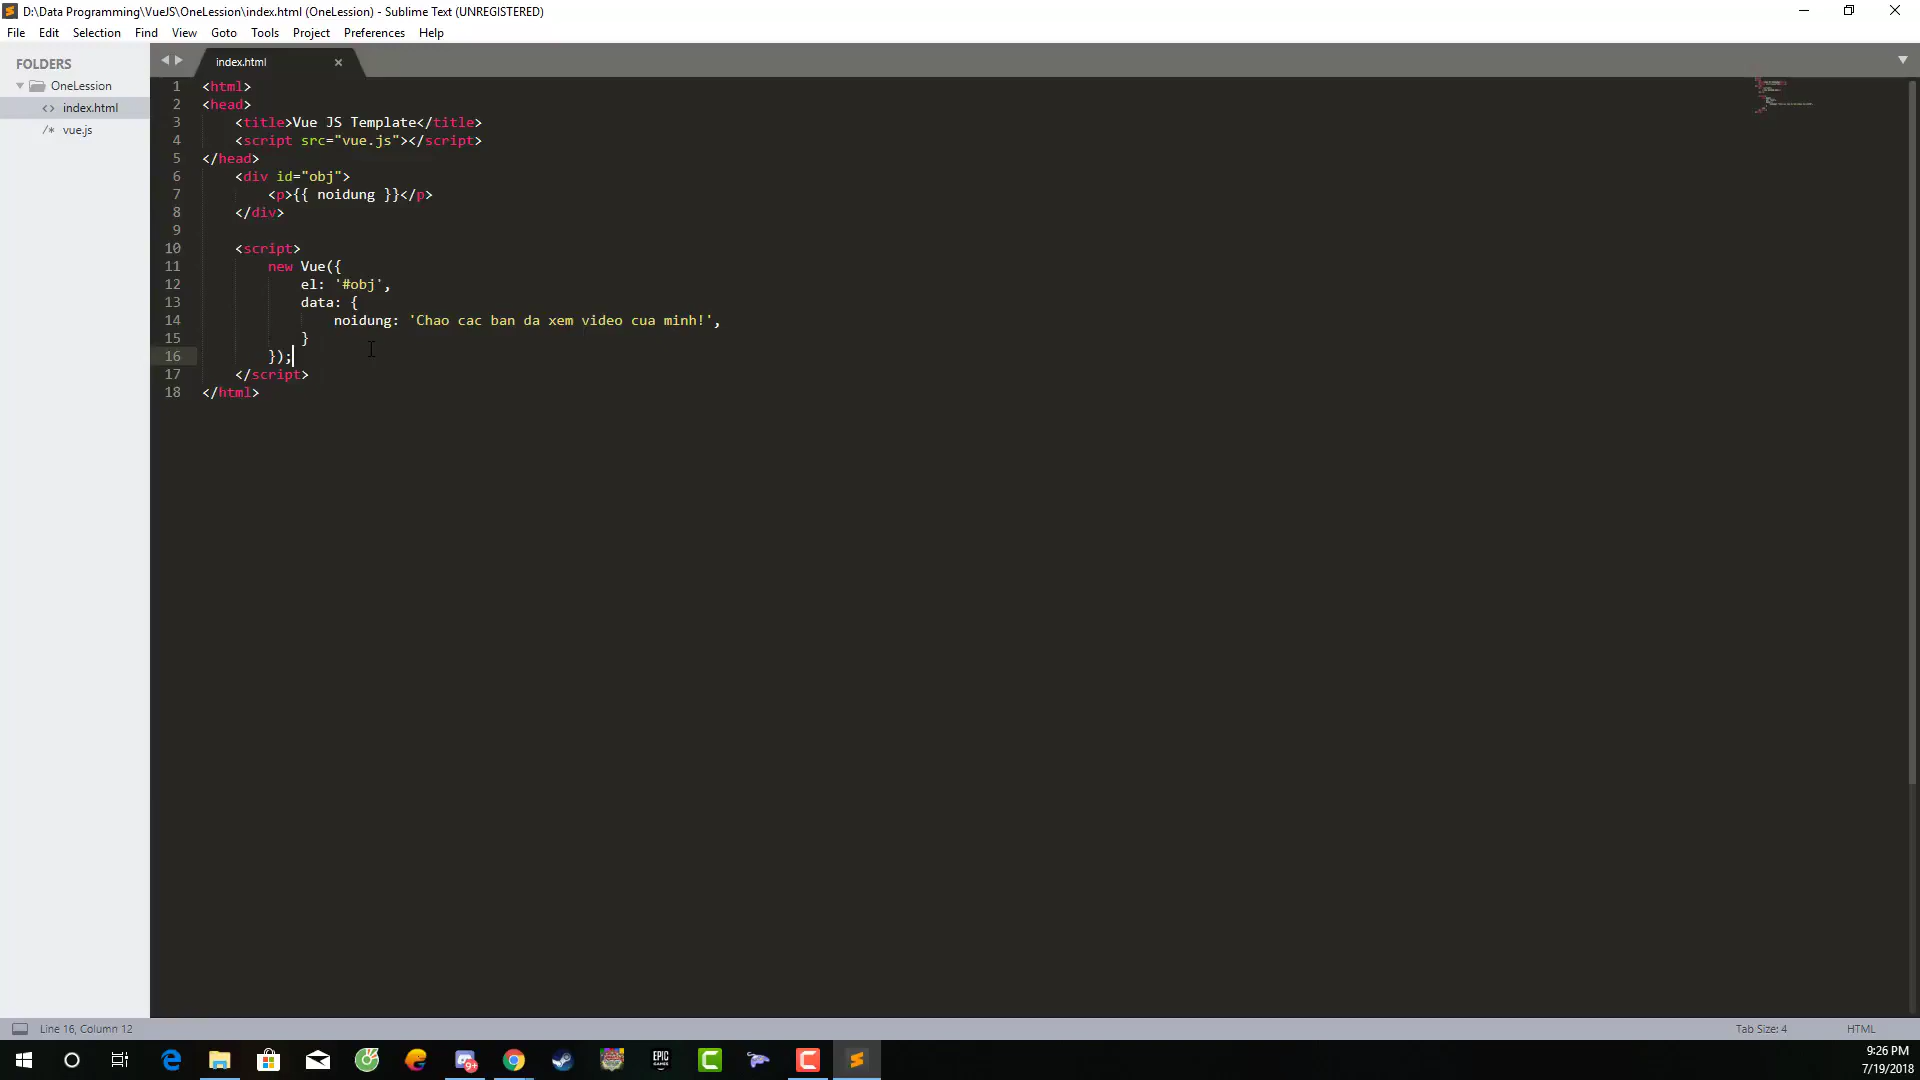 D:\Data Programming\VueJS\OneLession\index.html (OneLession) - Sublime Text (UNREGISTERED)
File Edit Selection Find View Goto Tools Project Preferences Help
FOLDERS
OneLession
<> index.html
/* vue.js
index.html
1 <html>
2 <head>
3 <title>Vue JS Template</title>
4 <script src="vue.js"></script>
5 </head>
6 <div id="obj">
7 <p>{{ noidung }}</p>
8 </div>
9
10 <script>
11 new Vue({
12 el: '#obj',
13 data: {
14 noidung: 'Chao cac ban da xem video cua minh!',
15 }
16 });
17 </script>
18 </html>
Line 16, Column 12
Tab Size: 4
HTML
9+
EPIC GAMES
9:26 PM
7/19/2018